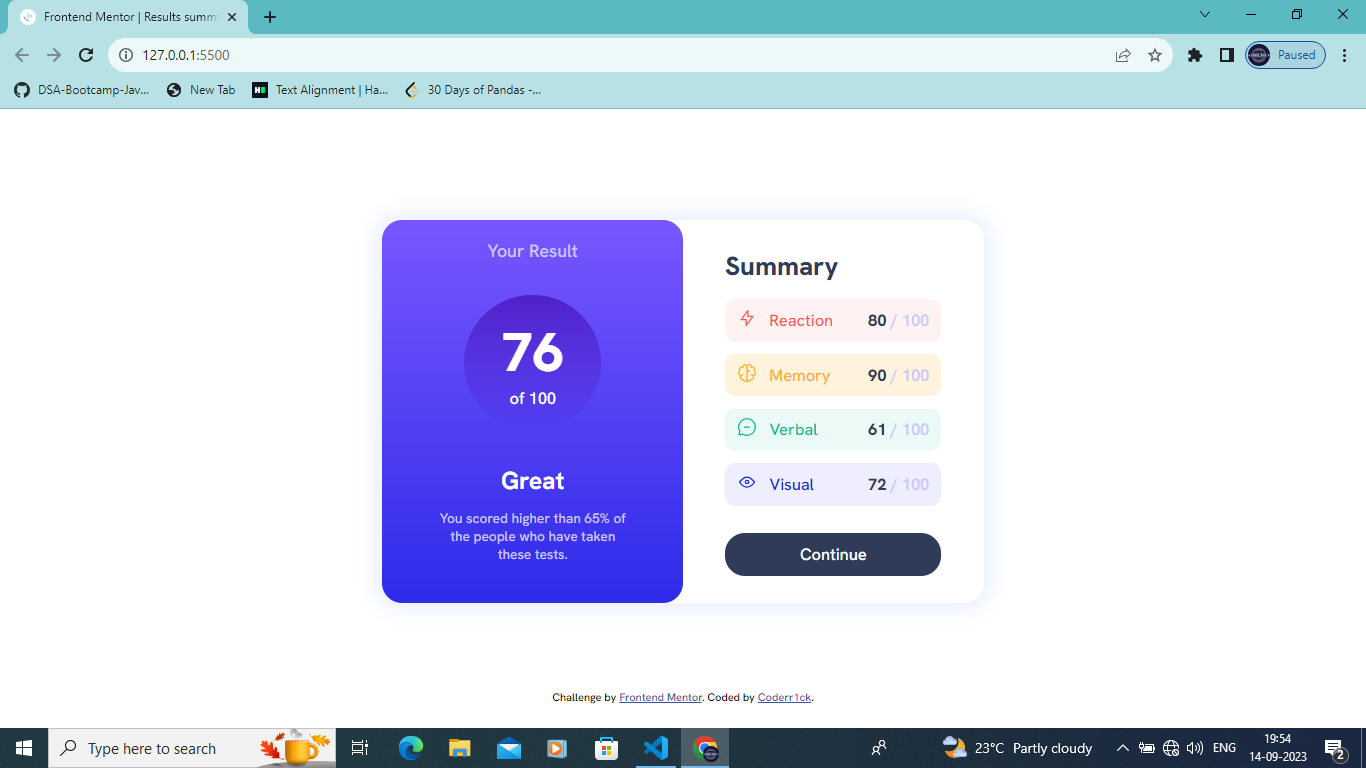 Frontend Mentor | Results summ
127.0.0.1:5500
Paused
DSA-Bootcamp-Jav...
New Tab
Text Alignment | Ha...
30 Days of Pandas -...
Your Result
76
of 100
Great
You scored higher than 65% of
the people who have taken
these tests.
Summary
Reaction 80 / 100
Memory 90 / 100
Verbal 61 / 100
Visual 72 / 100
Continue
Challenge by Frontend Mentor. Coded by Coderr1ck.
Type here to search
23°C Partly cloudy
ENG
19:54
14-09-2023
2